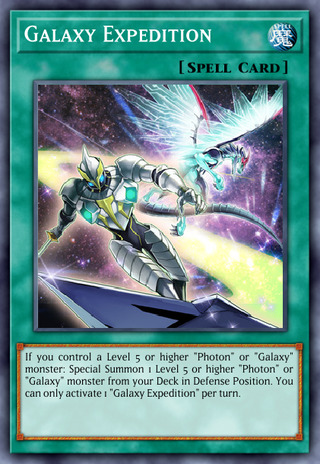 Galaxy Expedition
[Spell Card]
If you control a Level 5 or higher "Photon" or "Galaxy"
monster: Special Summon 1 Level 5 or higher "Photon" or
"Galaxy" monster from your Deck in Defense Position. You
can only activate 1 "Galaxy Expedition" per turn.